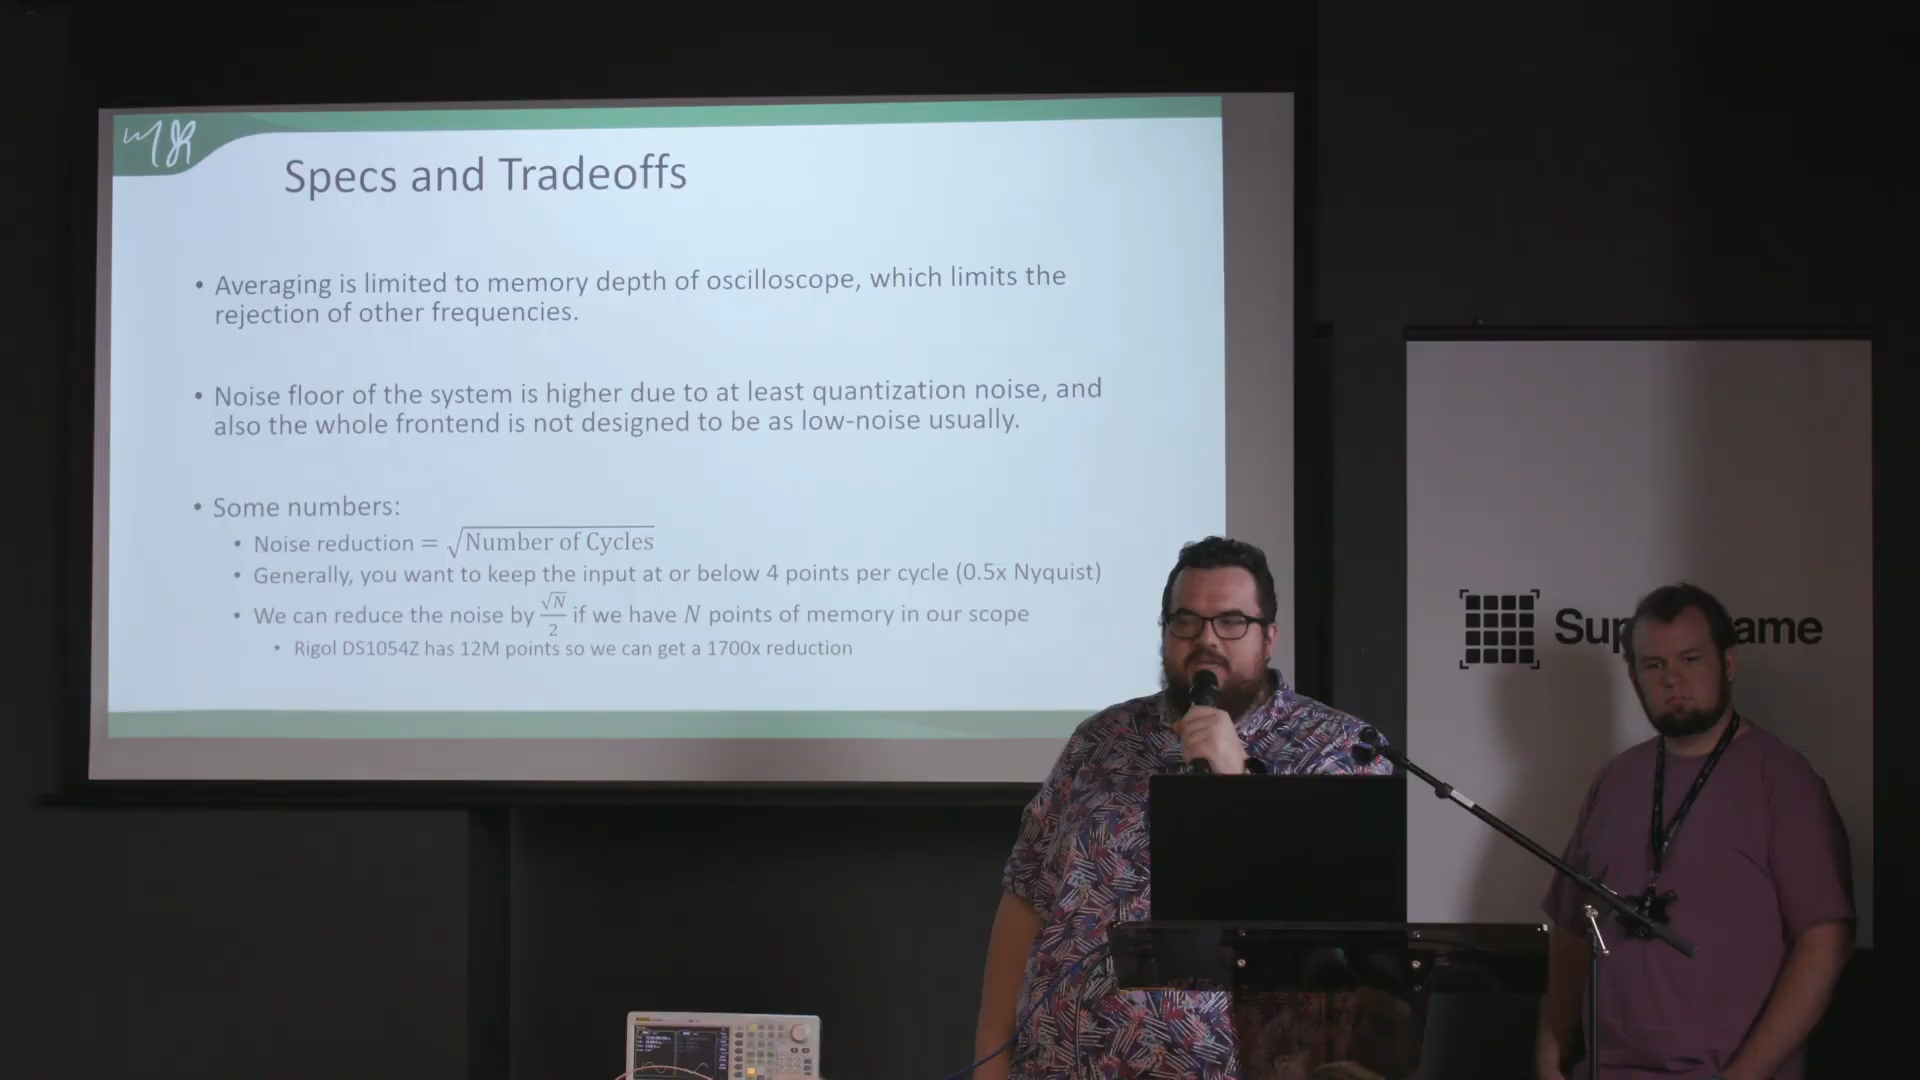 Specs and Tradeoffs
• Averaging is limited to memory depth of oscilloscope, which limits the
rejection of other frequencies.
• Noise floor of the system is higher due to at least quantization noise, and
also the whole frontend is not designed to be as low-noise usually.
• Some numbers:
• Noise reduction = √Number of Cycles
• Generally, you want to keep the input at or below 4 points per cycle (0.5x Nyquist)
• We can reduce the noise by √N/2 if we have N points of memory in our scope
• Rigol DS1054Z has 12M points so we can get a 1700x reduction